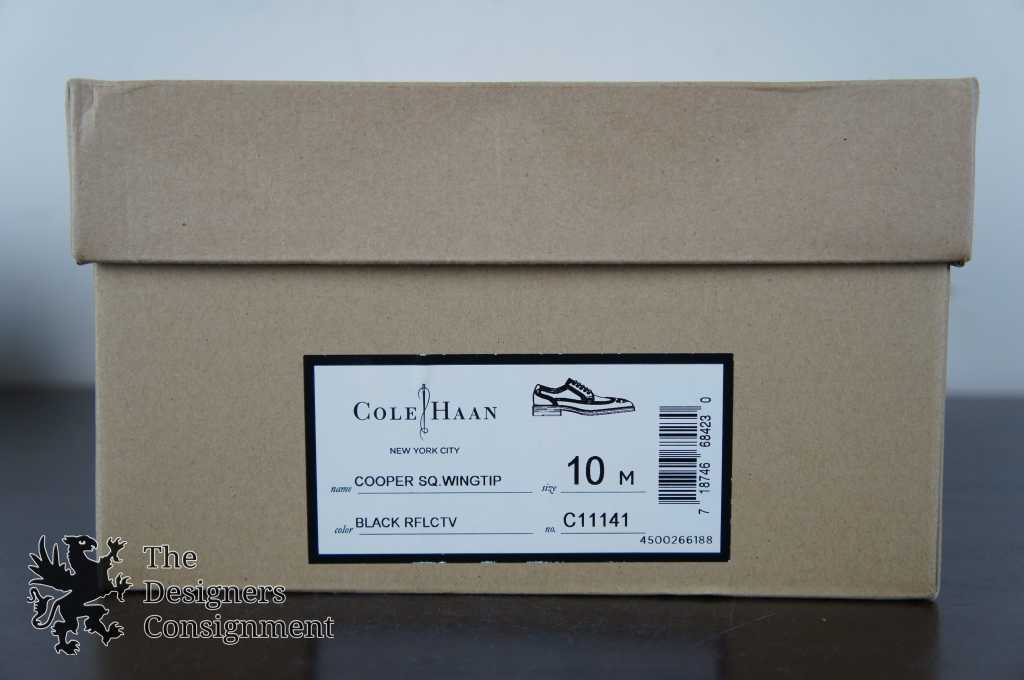 COLE HAAN
NEW YORK CITY
name COOPER SQ.WINGTIP
size 10 M
color BLACK RFLCTV
no. C11141
4500266188
7 18746 68423 0
The
Designers
Consignment